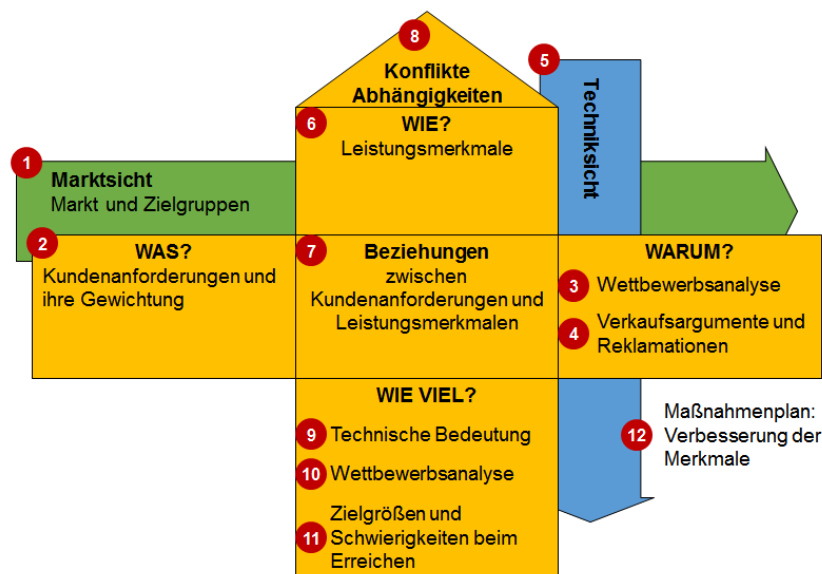 8
Konflikte
Abhängigkeiten
5
Techniksicht
6
WIE?
Leistungsmerkmale
1
Marktsicht
Markt und Zielgruppen
2
WAS?
Kundenanforderungen und
ihre Gewichtung
7
Beziehungen
zwischen
Kundenanforderungen und
Leistungsmerkmalen
WARUM?
3 Wettbewerbsanalyse
4 Verkaufsargumente und
Reklamationen
WIE VIEL?
9 Technische Bedeutung
10 Wettbewerbsanalyse
11 Zielgrößen und
Schwierigkeiten beim
Erreichen
12 Maßnahmenplan:
Verbesserung der
Merkmale